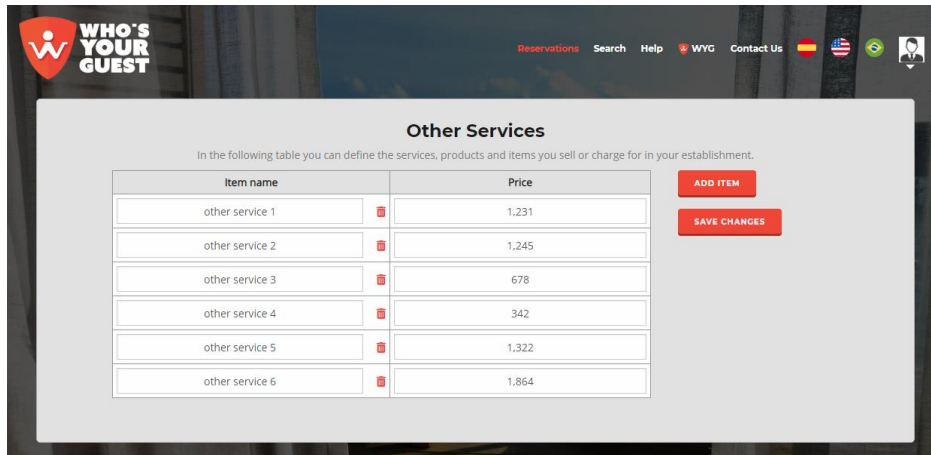 WHO'S
YOUR
GUEST
Reservations Search Help WYG Contact Us
Other Services
In the following table you can define the services, products and items you sell or charge for in your establishment.
Item name Price
ADD ITEM
other service 1 1,231
SAVE CHANGES
other service 2 1,245
other service 3 678
other service 4 342
other service 5 1,322
other service 6 1,864